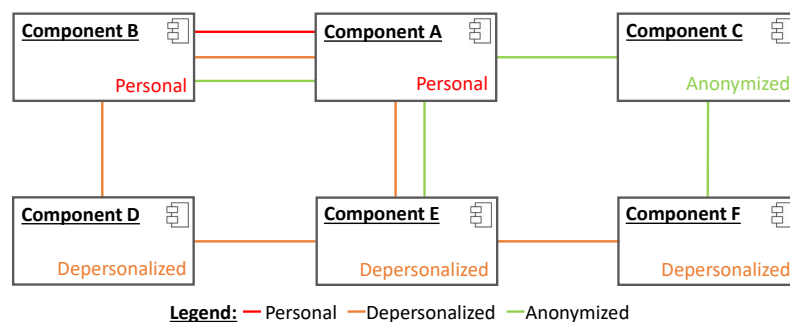 Component B
Personal
Component A
Personal
Component C
Anonymized
Component D
Depersonalized
Component E
Depersonalized
Component F
Depersonalized
Legend: Personal Depersonalized Anonymized